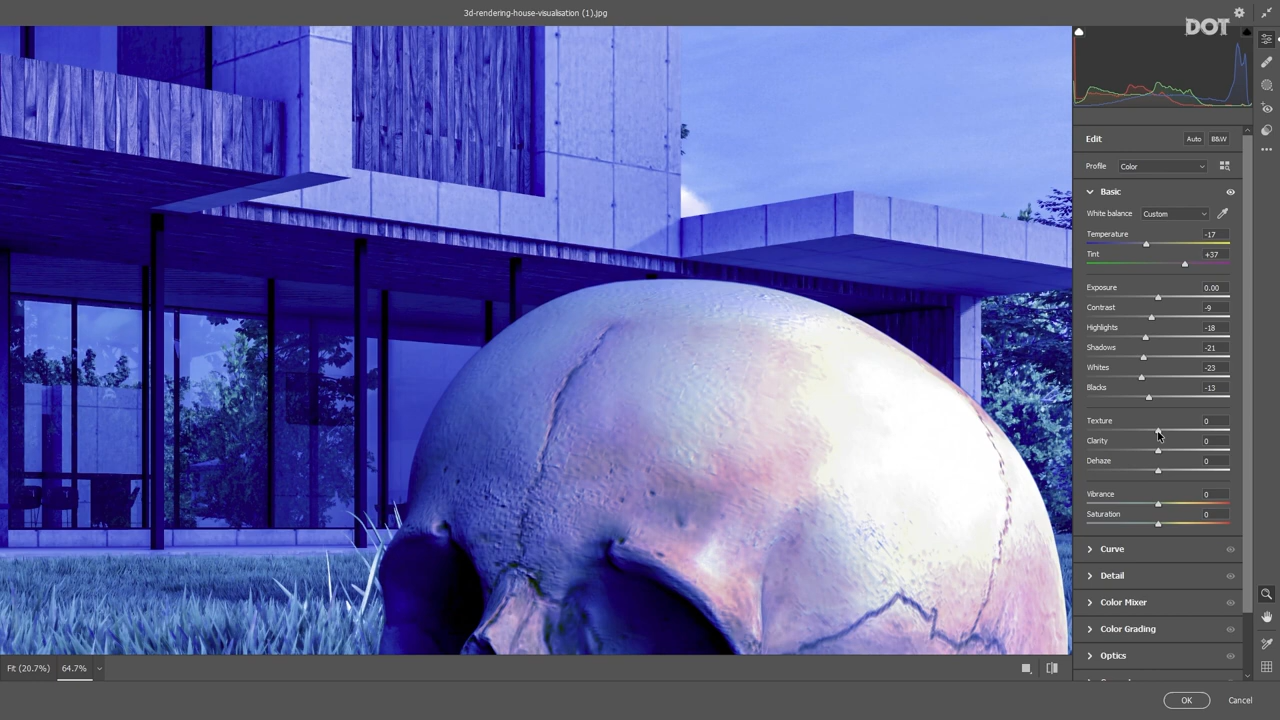 3d-rendering-house-visualisation (1).jpg
DOT
Edit
Auto
B&W
Profile
Color
Basic
White balance
Custom
Temperature
-17
Tint
+37
Exposure
0.00
Contrast
-9
Highlights
-18
Shadows
-21
Whites
-23
Blacks
-13
Texture
0
Clarity
0
Dehaze
0
Vibrance
0
Saturation
0
Curve
Detail
Color Mixer
Color Grading
Optics
Fit (20.7%)
64.7%
OK
Cancel